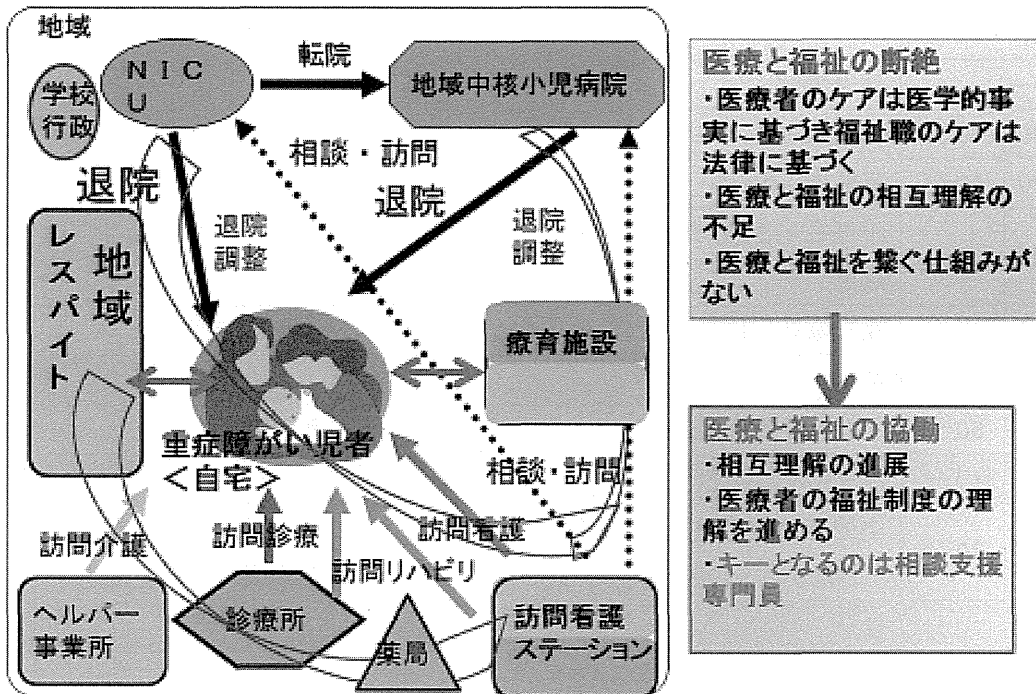 地域
NIC
U
転院
地域中核小児病院
学校
行政
相談・訪問
退院
退院
退院
調整
退院
調整
レスパイト
地域
療育施設
重症障がい児者
<自宅>
相談・訪問
訪問介護
訪問診療
訪問看護
訪問リハビリ
ヘルパー
事業所
診療所
薬局
訪問看護
ステーション
医療と福祉の断絶
・医療者のケアは医学的事
実に基づき福祉職のケアは
法律に基づく
・医療と福祉の相互理解の
不足
・医療と福祉を繋ぐ仕組みが
ない
医療と福祉の協働
・相互理解の進展
・医療者の福祉制度の理
解を進める
・キーとなるのは相談支援
専門員